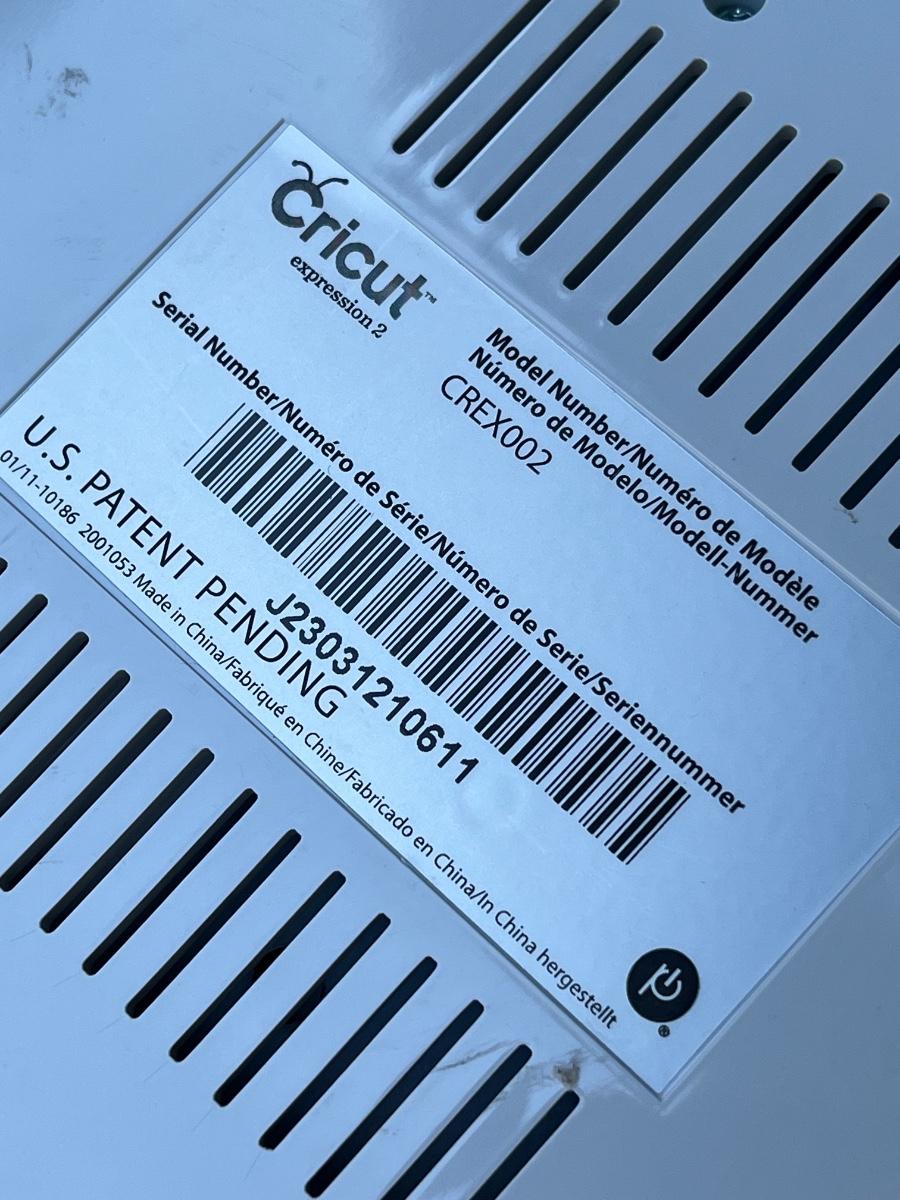 Cricut™
expression 2
Model Number/Numéro de Modèle
Número de Modelo/Modell-Nummer
CREX002
Serial Number/Numéro de Série/Número de Serie/Seriennummer
J23031210611
U.S. PATENT PENDING
01/11-10186 2001053 Made in China/Fabriqué en Chine/Fabricado en China/In China hergestellt
®